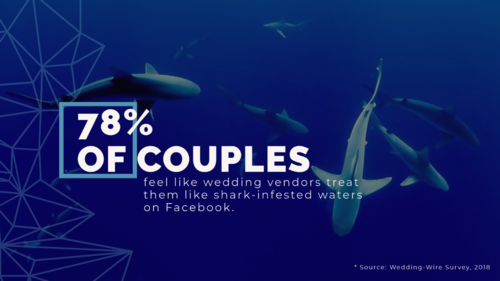 78%
OF COUPLES
feel like wedding vendors treat
them like shark-infested waters
on Facebook.
* Source: Wedding-Wire Survey, 2018